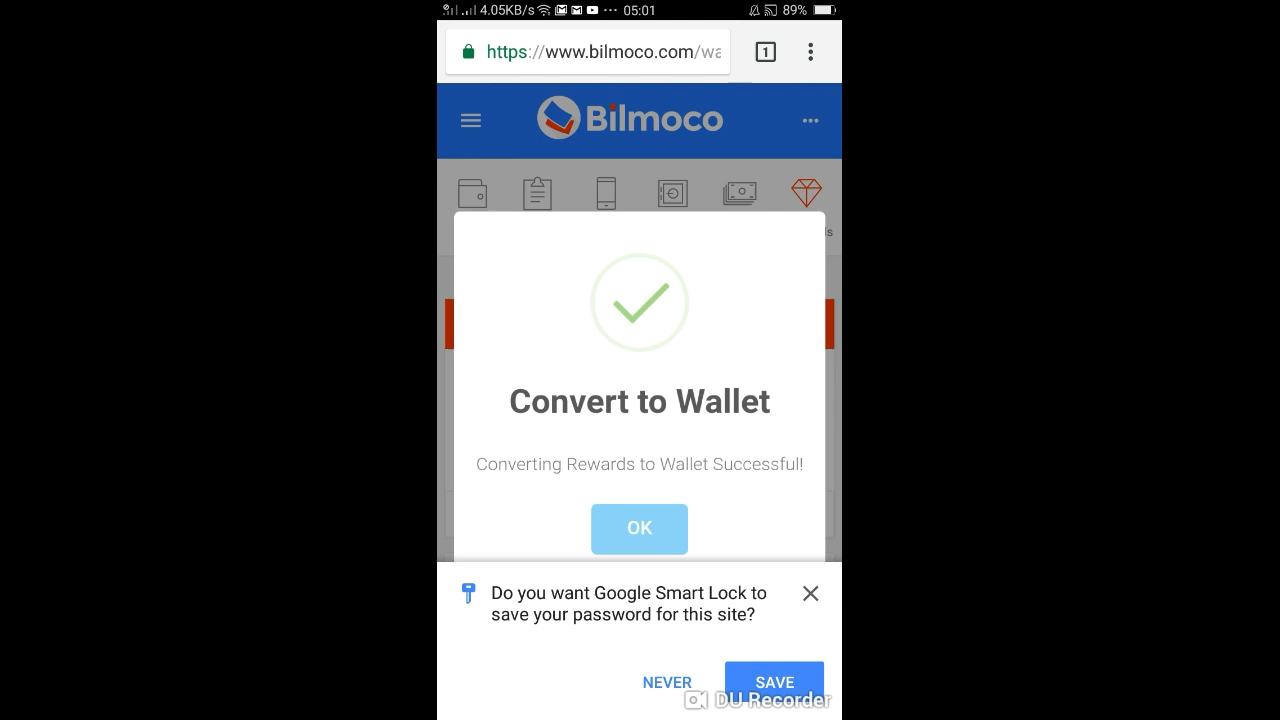 4.05KB/s ··· 05:01 89%
https://www.bilmoco.com/wa
1
Bilmoco
ls
Convert to Wallet
Converting Rewards to Wallet Successful!
OK
Do you want Google Smart Lock to
save your password for this site?
NEVER SAVE
DU Recorder